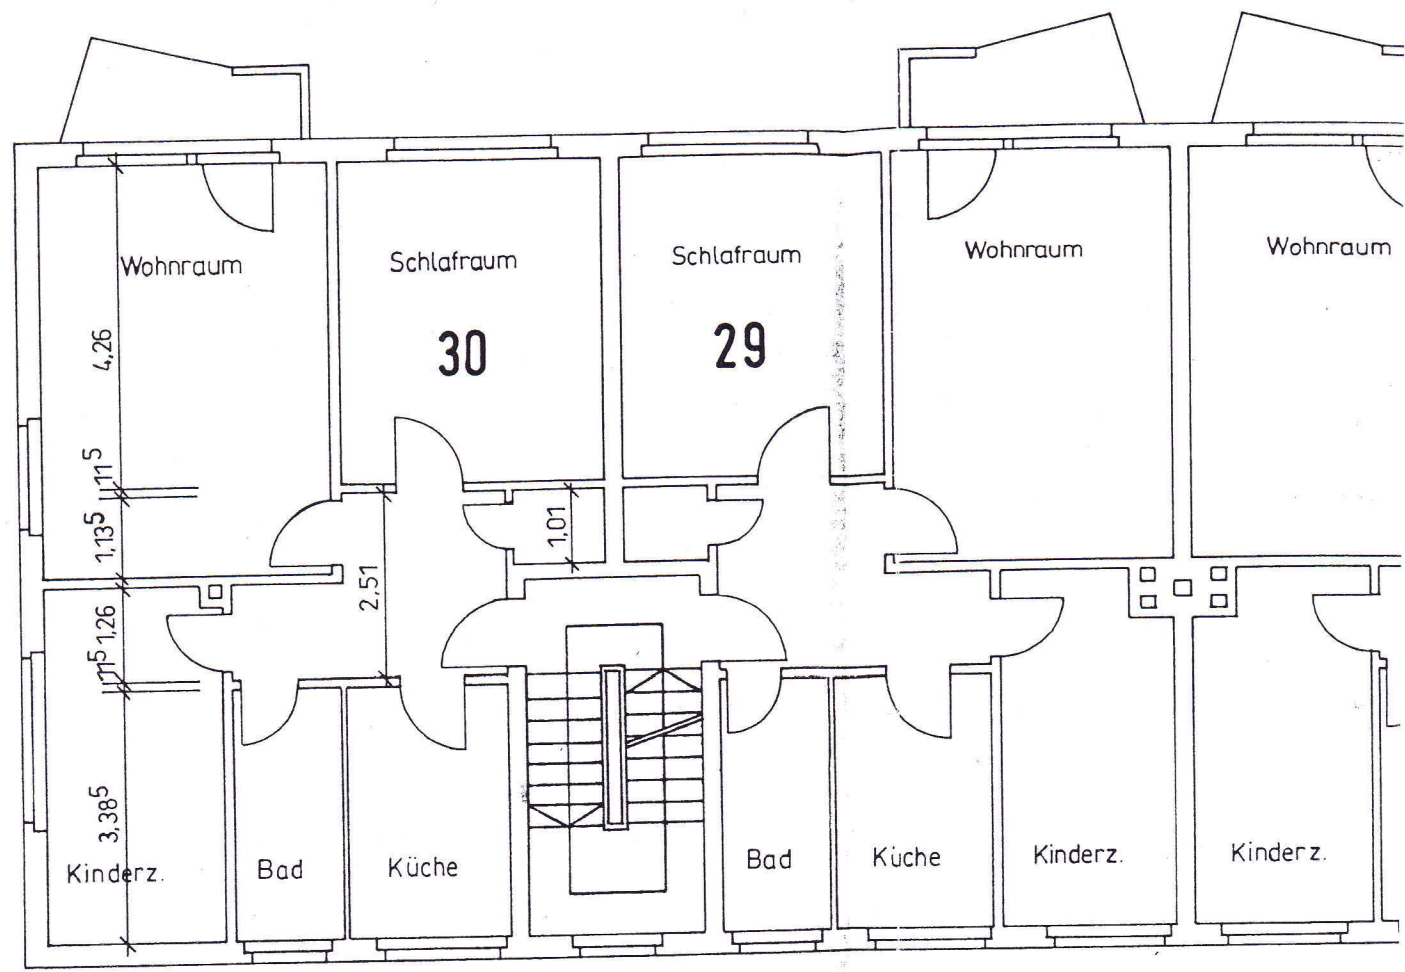 Wohnraum
Schlafraum
Schlafraum
Wohnraum
Wohnraum
30
29
4,26
11⁵
1,13⁵
1,01
2,51
1,26
11⁵
3,38⁵
Kinderz.
Bad
Küche
Bad
Küche
Kinderz.
Kinderz.